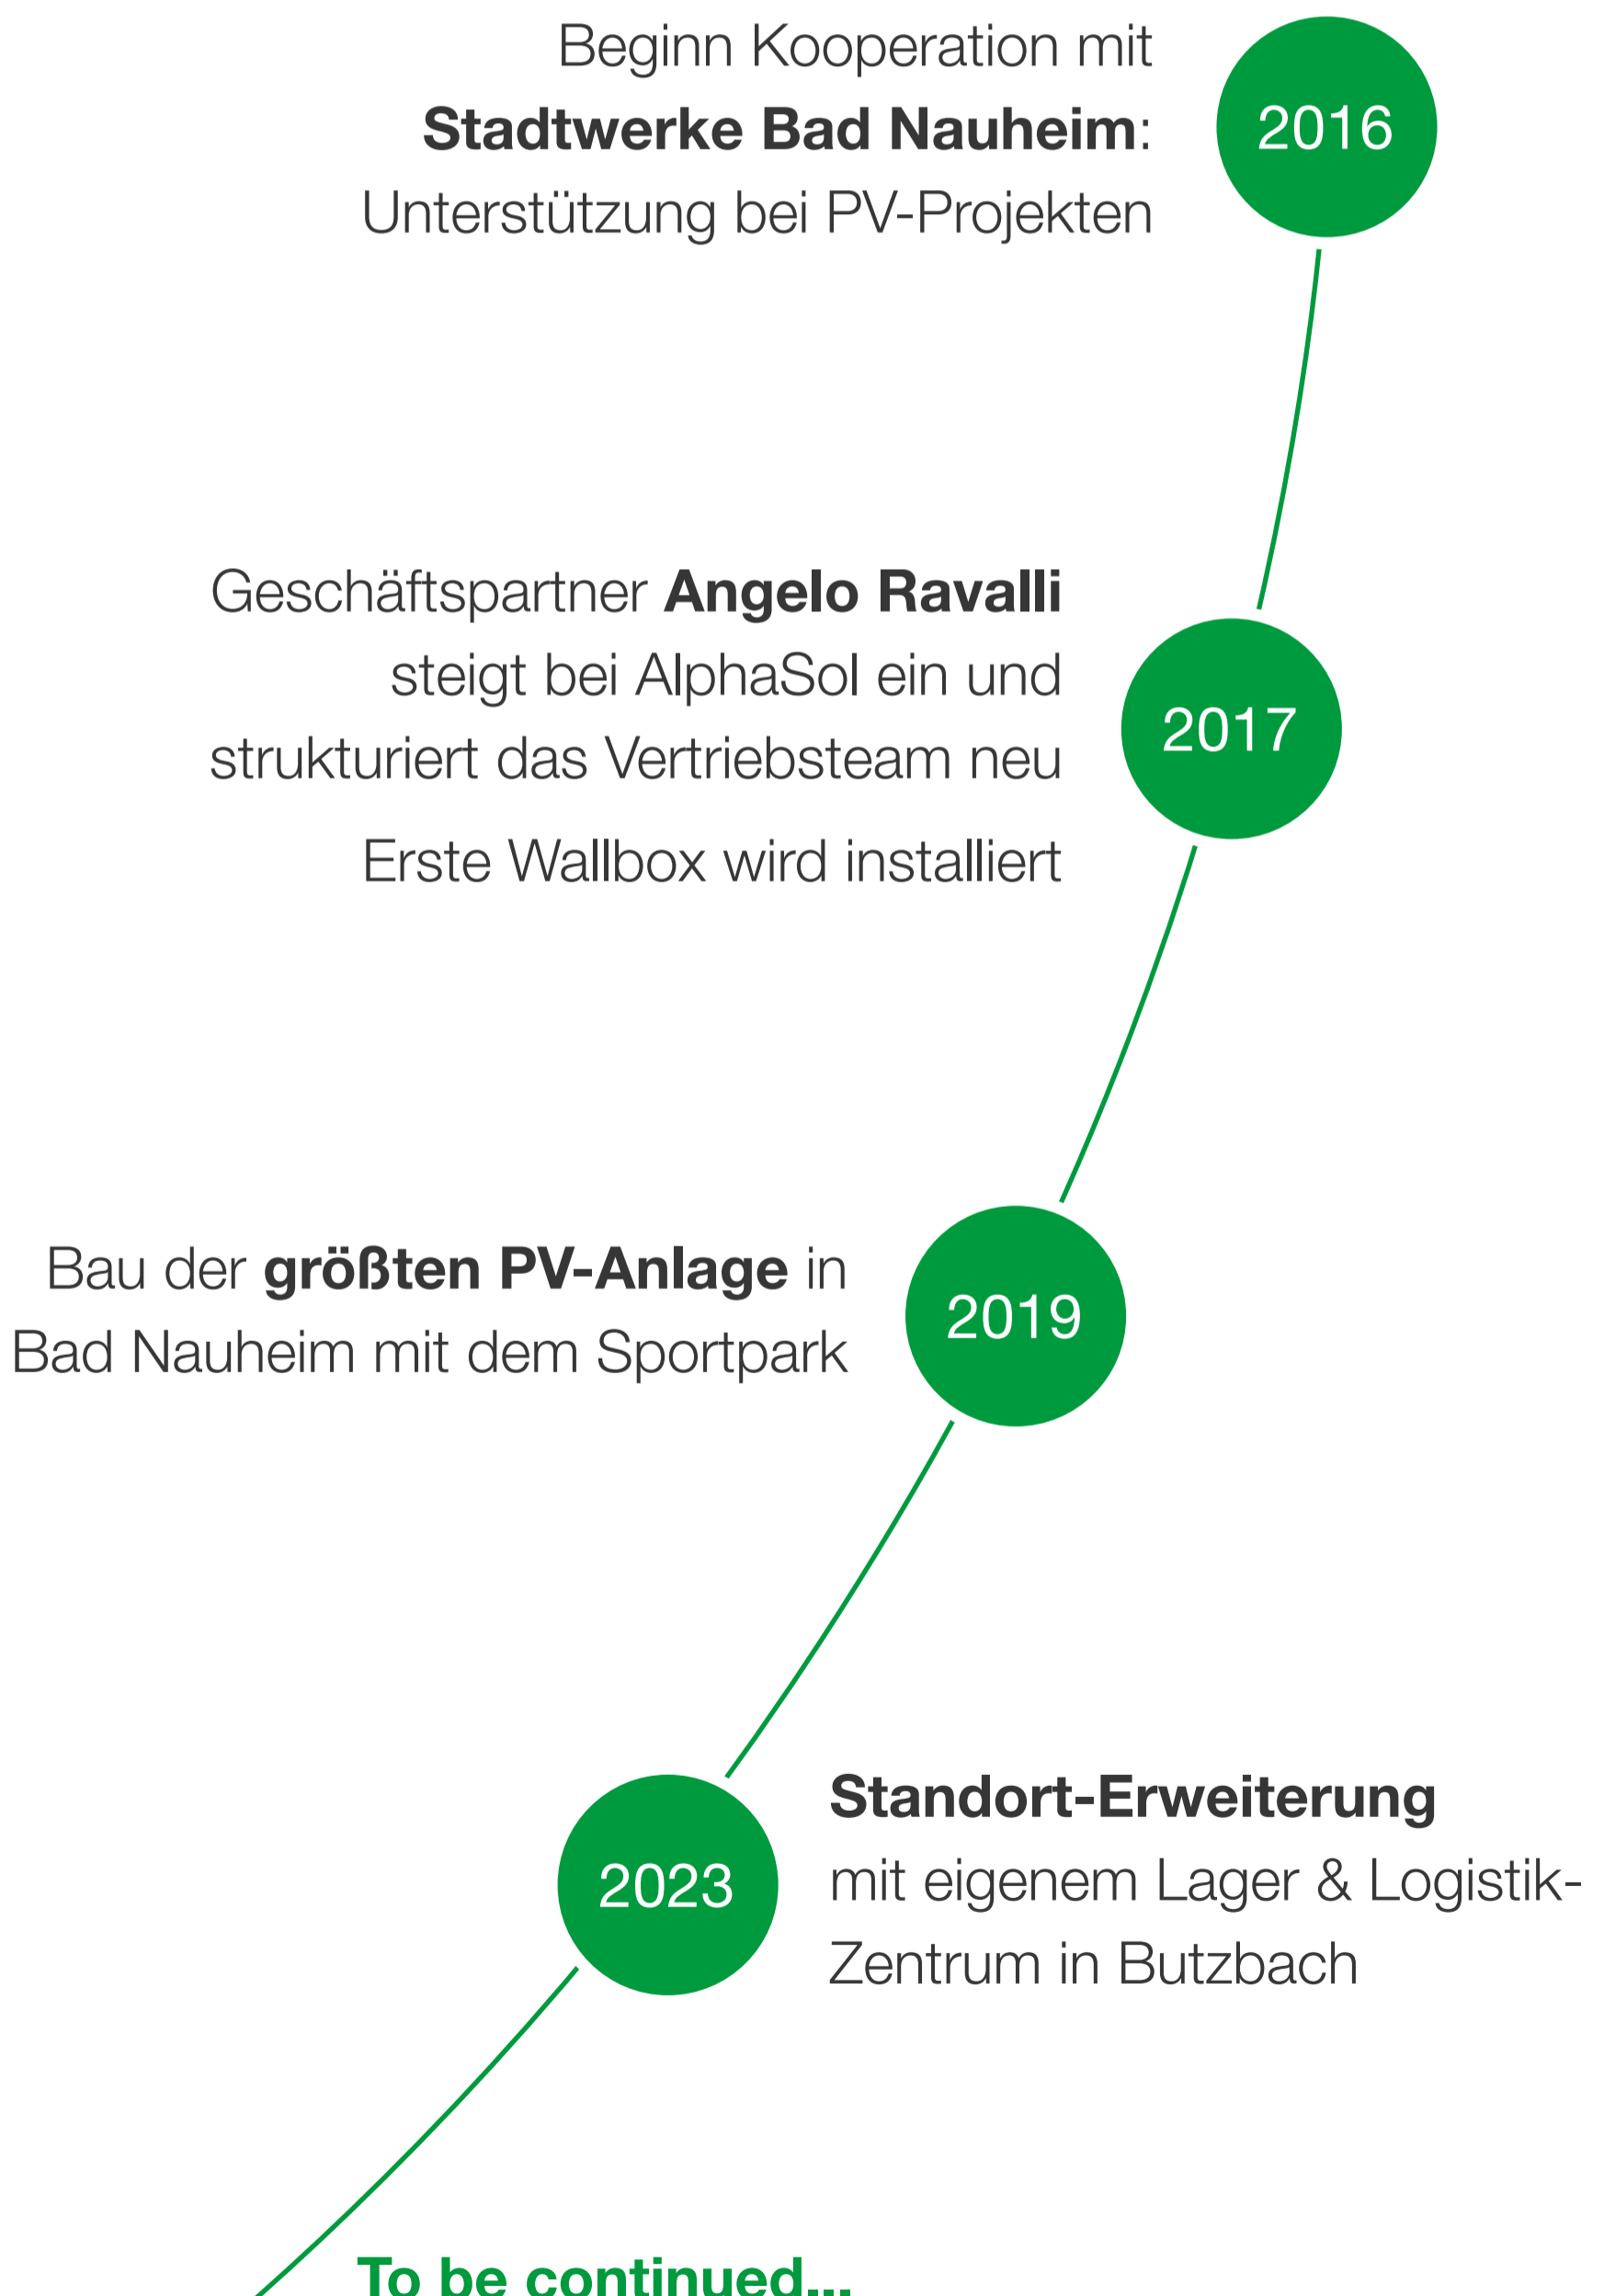 Beginn Kooperation mit
Stadtwerke Bad Nauheim:
Unterstützung bei PV-Projekten
2016
Geschäftspartner Angelo Ravalli
steigt bei AlphaSol ein und
strukturiert das Vertriebsteam neu
Erste Wallbox wird installiert
2017
Bau der größten PV-Anlage in
Bad Nauheim mit dem Sportpark
2019
2023
Standort-Erweiterung
mit eigenem Lager & Logistik-
Zentrum in Butzbach
To be continued...